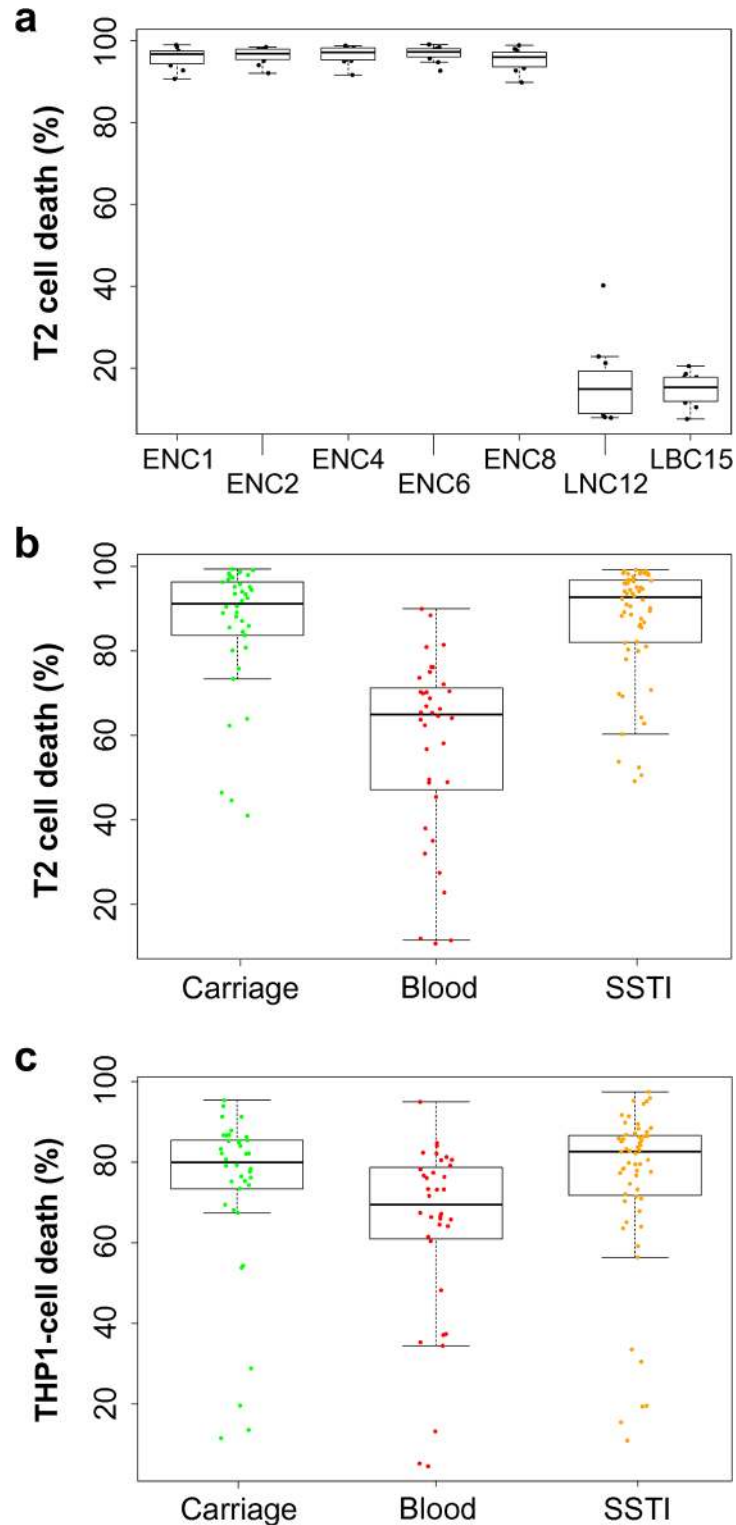 a
T2 cell death (%)
100
80
60
40
20
ENC1 ENC4 ENC8 LBC15
ENC2 ENC6 LNC12
b
T2 cell death (%)
100
80
60
40
20
Carriage Blood SSTI
c
THP1-cell death (%)
100
80
60
40
20
Carriage Blood SSTI